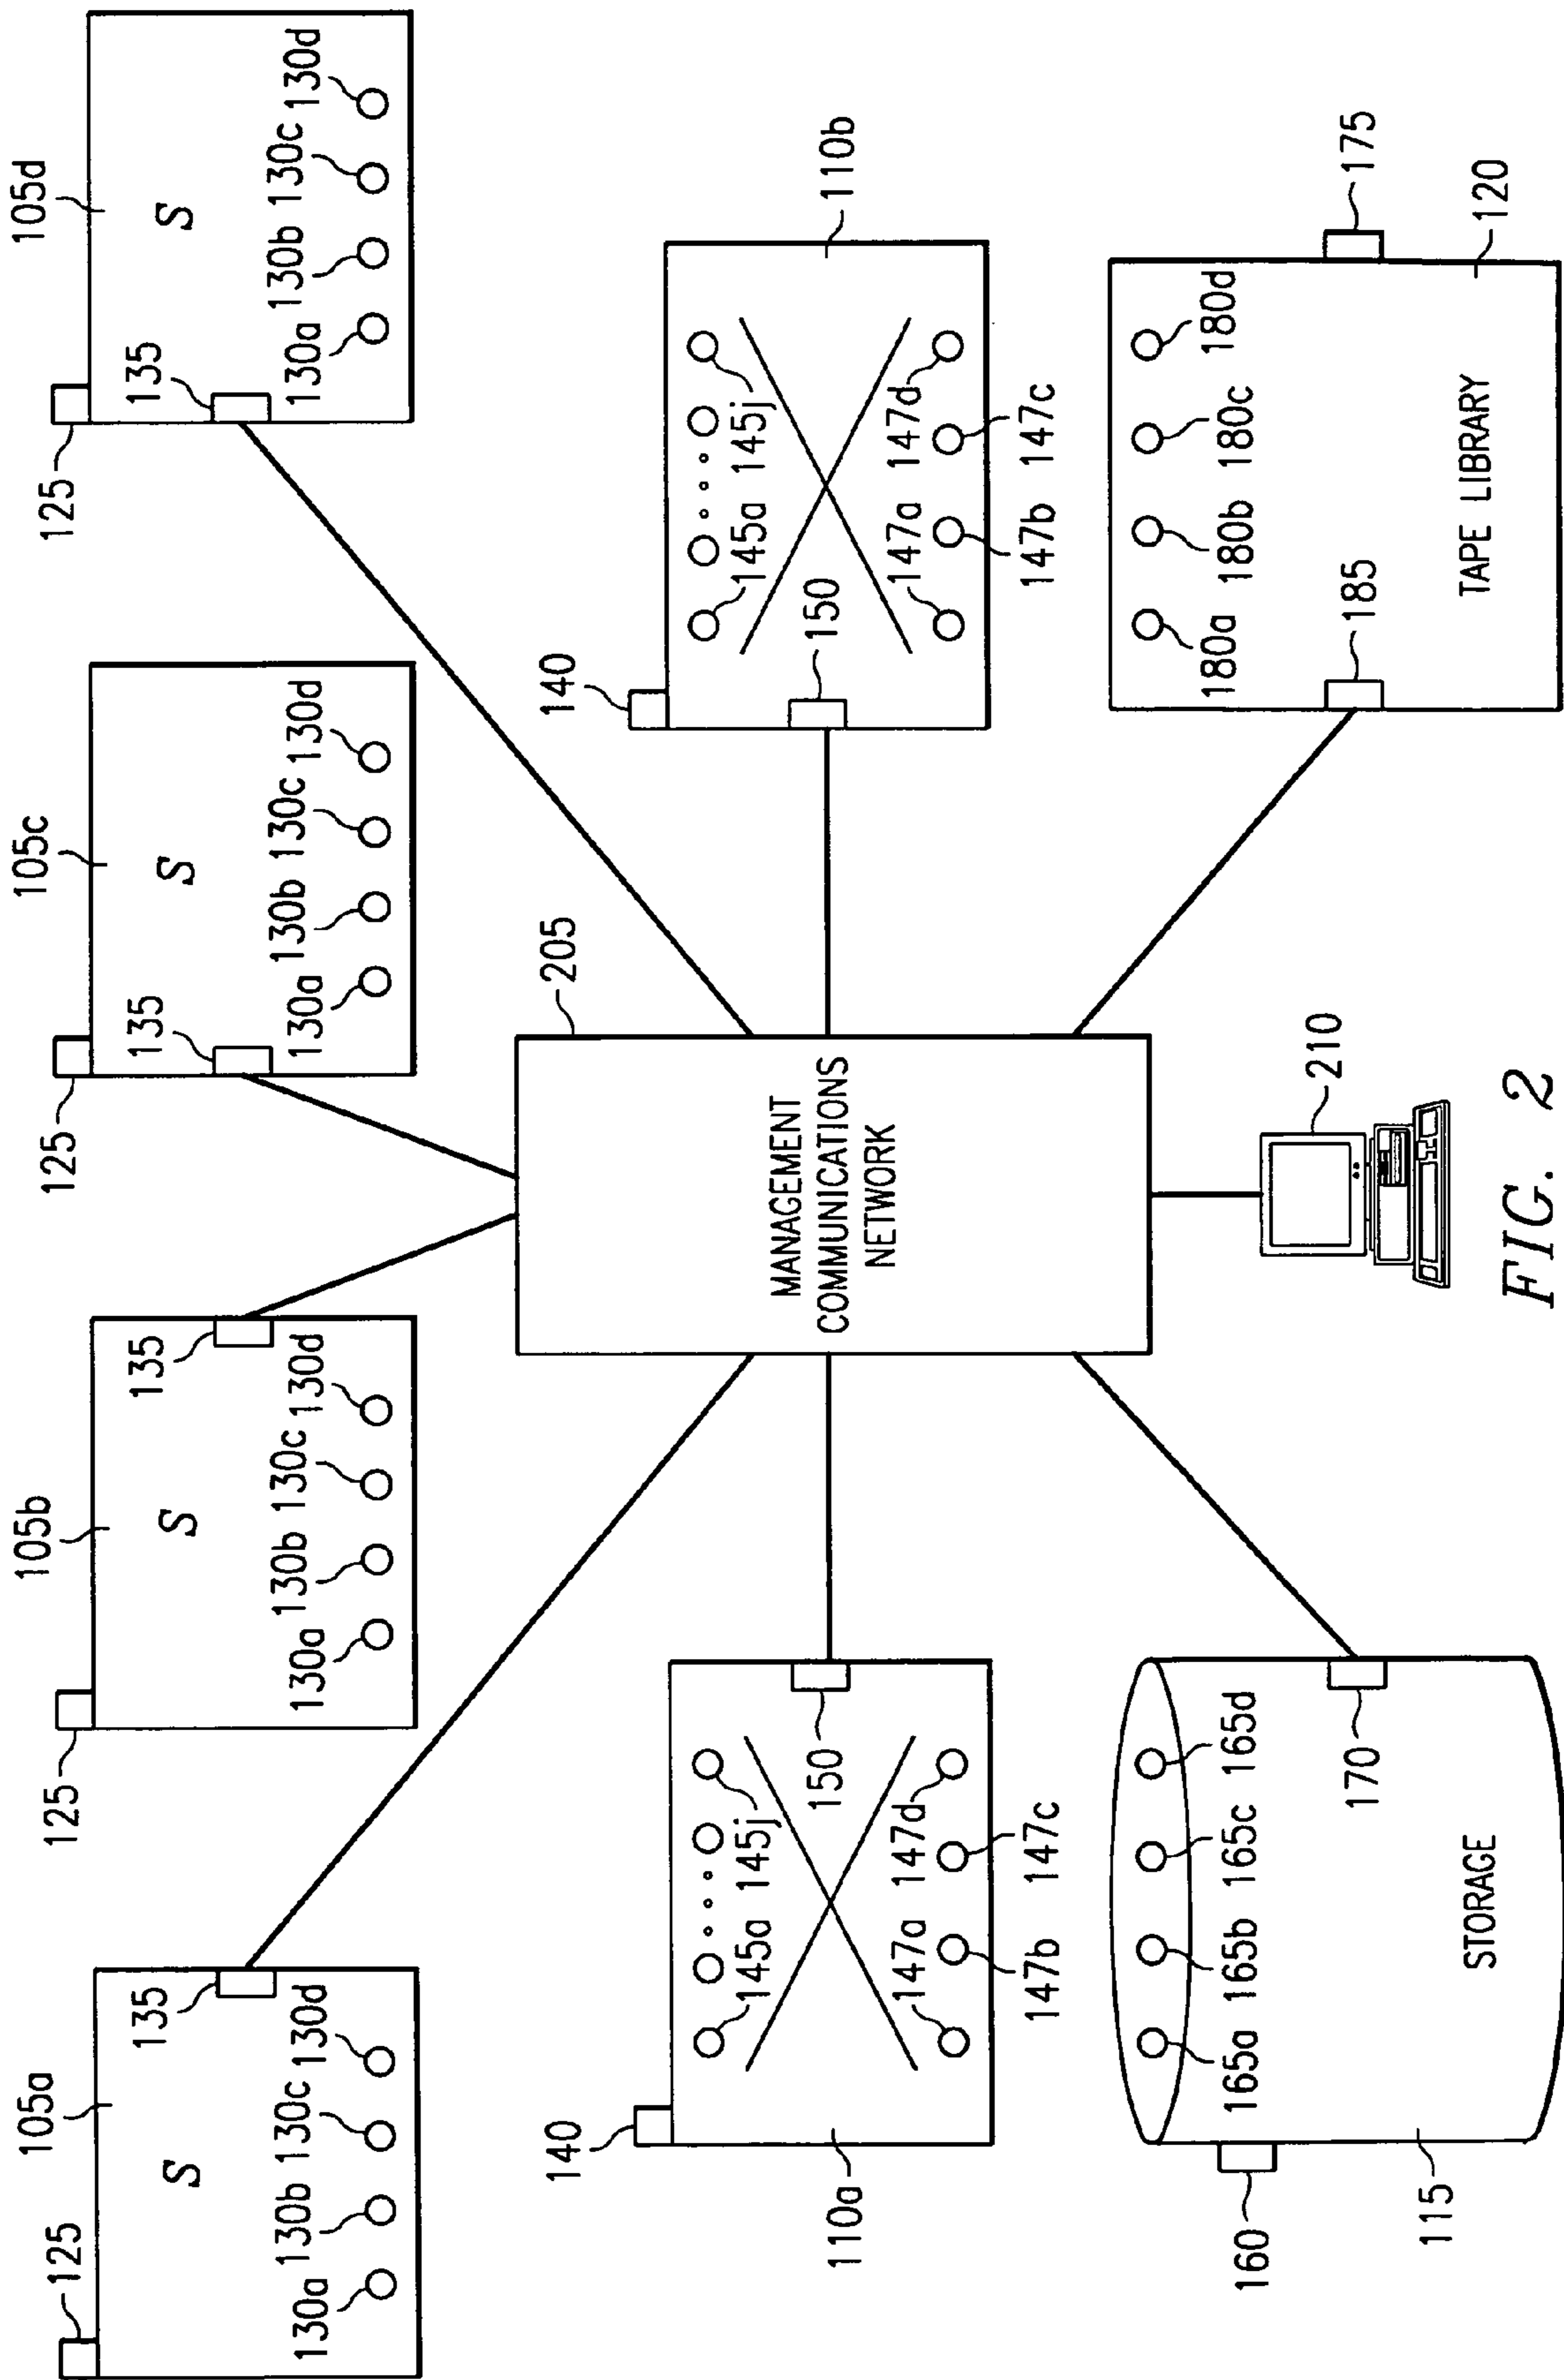 105a
105b
105c
105d
125
125
125
125
S
S
S
S
135
135
135
135
130a 130b 130c 130d
130a 130b 130c 130d
130a 130b 130c 130d
130a 130b 130c 130d
140
145a
145j
150
147a
147d
147b
147c
110a
205
MANAGEMENT
COMMUNICATIONS
NETWORK
140
145a
145j
150
147a
147d
147b
147c
110b
160
165a 165b 165c 165d
170
STORAGE
115
210
180a 180b 180c 180d
185
175
TAPE LIBRARY
120
FIG. 2